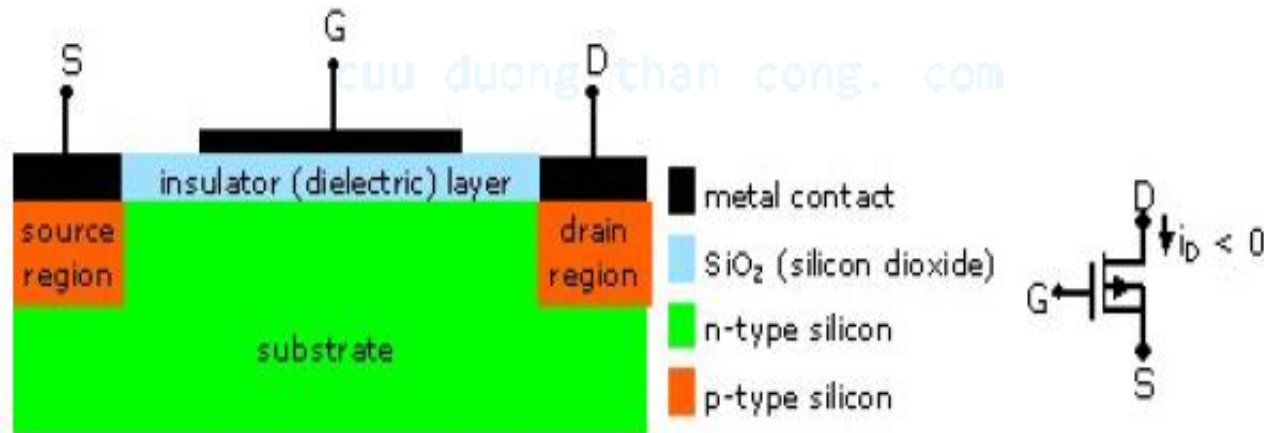 G
S
D
cuu duong than cong. com
insulator (dielectric) layer
source
region
drain
region
substrate
metal contact
SiO₂ (silicon dioxide)
n-type silicon
p-type silicon
D
i_D < 0
G
S